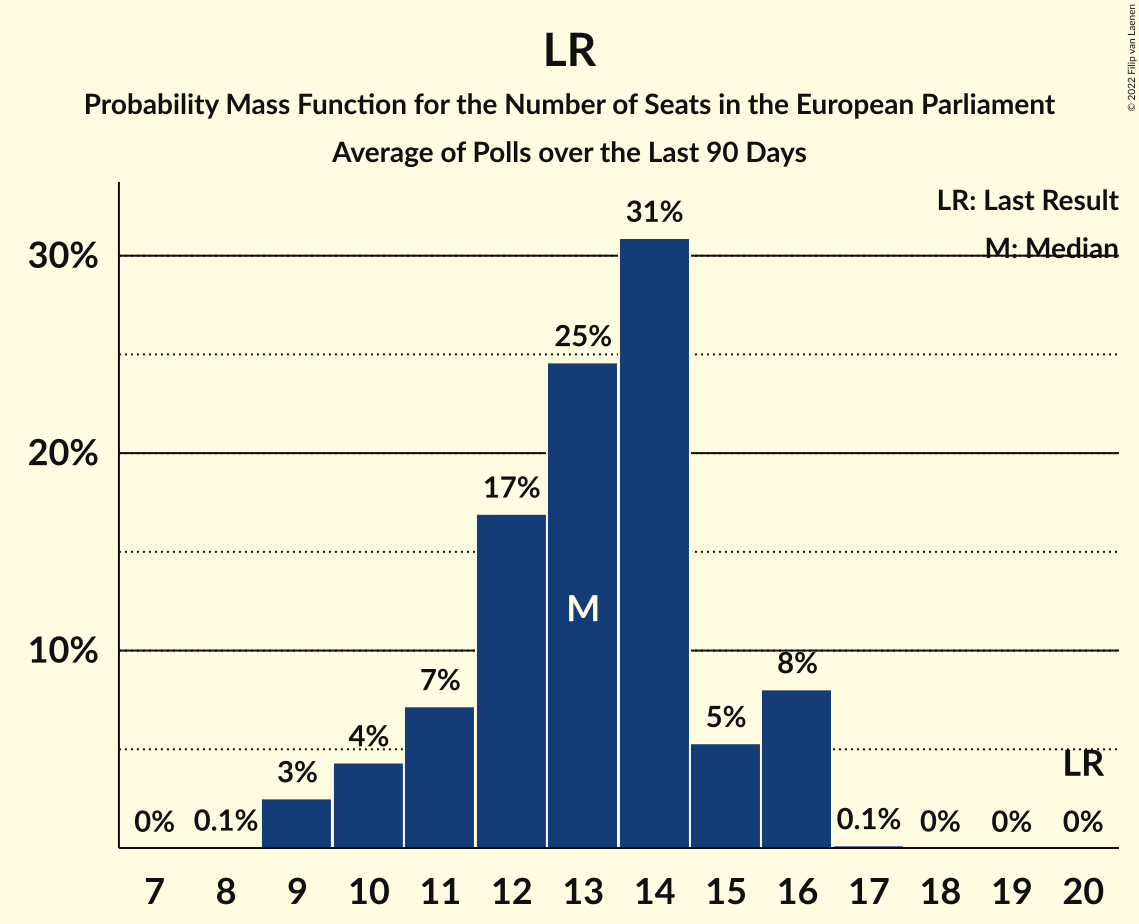 LR
Probability Mass Function for the Number of Seats in the European Parliament
Average of Polls over the Last 90 Days
© 2022 Filip van Laenen
LR: Last Result
M: Median
31%
30%
25%
20%
17%
M
10%
8%
7%
5%
4%
LR
3%
0% 0.1% 0.1% 0% 0% 0%
7 8 9 10 11 12 13 14 15 16 17 18 19 20